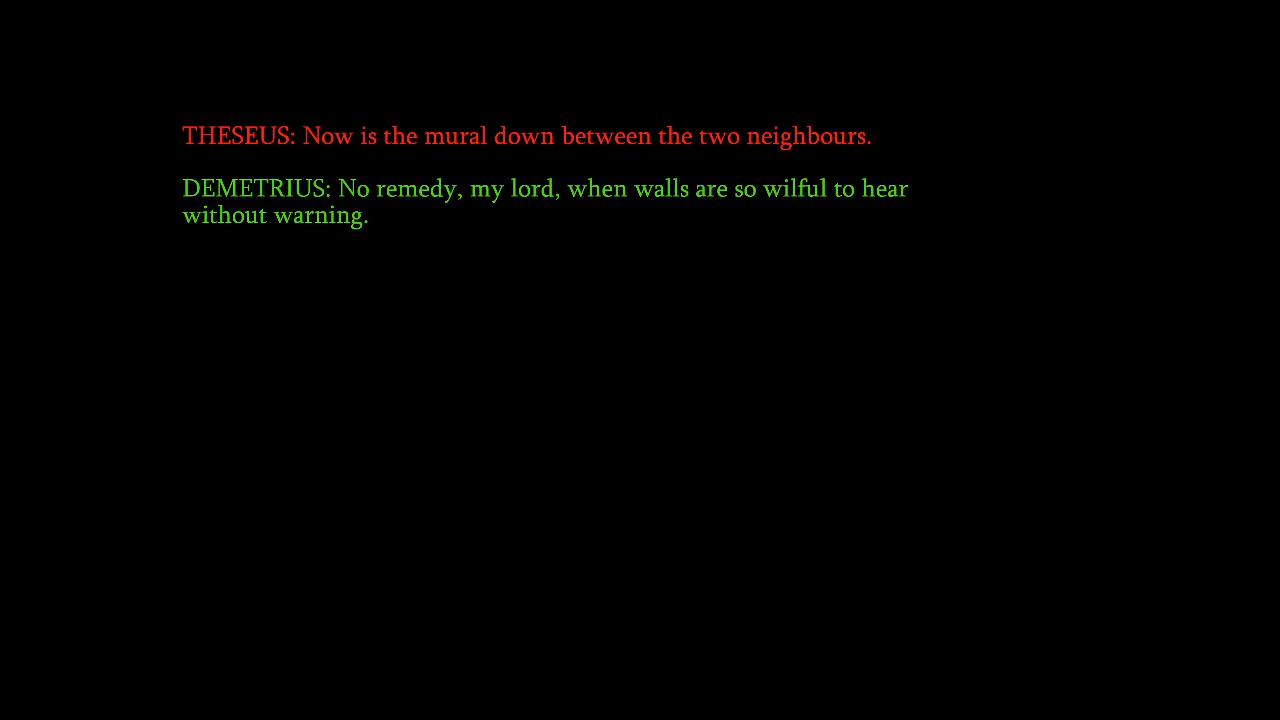 THESEUS: Now is the mural down between the two neighbours.
DEMETRIUS: No remedy, my lord, when walls are so wilful to hear
without warning.